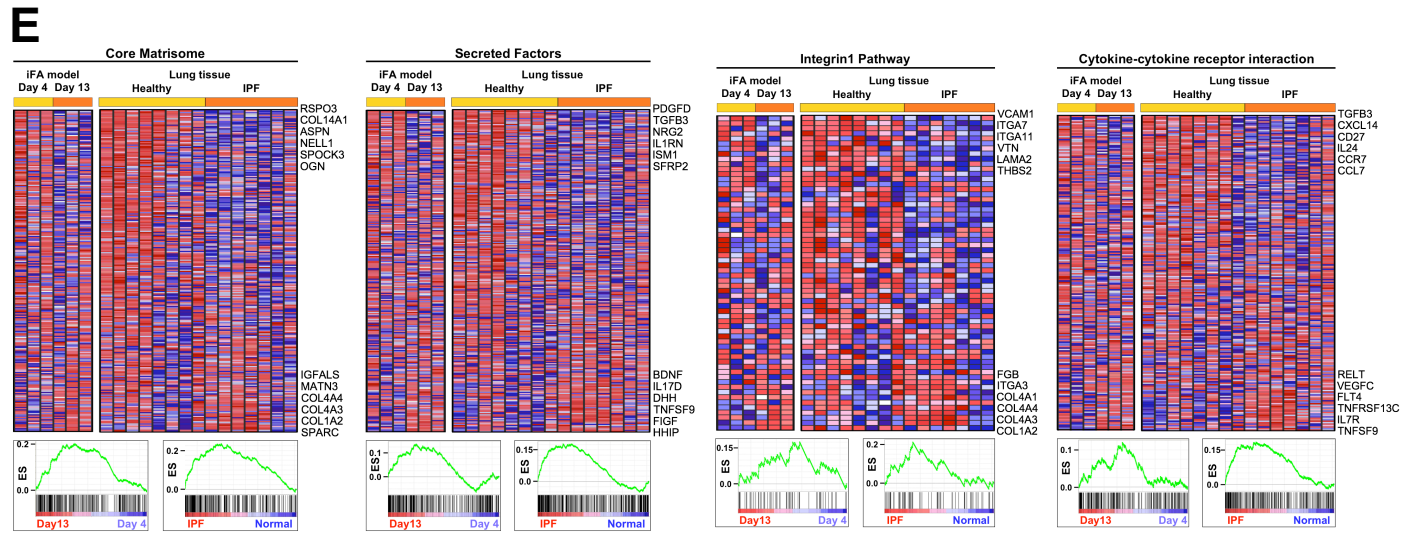 E
Core Matrisome
iFA model
Lung tissue
Day 4 Day 13
Healthy
IPF
RSPO3
COL14A1
ASPN
NELL1
SPOCK3
OGN
IGFALS
MATN3
COL4A4
COL4A3
COL1A2
SPARC
0.2
0.0
ES
Day13
Day 4
0.2
0.0
ES
IPF
Normal
Secreted Factors
iFA model
Lung tissue
Day 4 Day 13
Healthy
IPF
PDGFD
TGFB3
NRG2
IL1RN
ISM1
SFRP2
BDNF
IL17D
DHH
TNFSF9
FIGF
HHIP
0.1
0.0
ES
Day13
Day 4
0.15
0.0
ES
IPF
Normal
Integrin1 Pathway
iFA model
Lung tissue
Day 4 Day 13
Healthy
IPF
VCAM1
ITGA7
ITGA11
VTN
LAMA2
THBS2
FGB
ITGA3
COL4A1
COL4A4
COL4A3
COL1A2
0.15
0.0
ES
Day13
Day 4
0.2
0.0
ES
IPF
Normal
Cytokine-cytokine receptor interaction
iFA model
Lung tissue
Day 4 Day 13
Healthy
IPF
TGFB3
CXCL14
CD27
IL24
CCR7
CCL7
RELT
VEGFC
FLT4
TNFRSF13C
IL7R
TNFSF9
0.1
0.0
ES
Day13
Day 4
0.15
0.0
ES
IPF
Normal